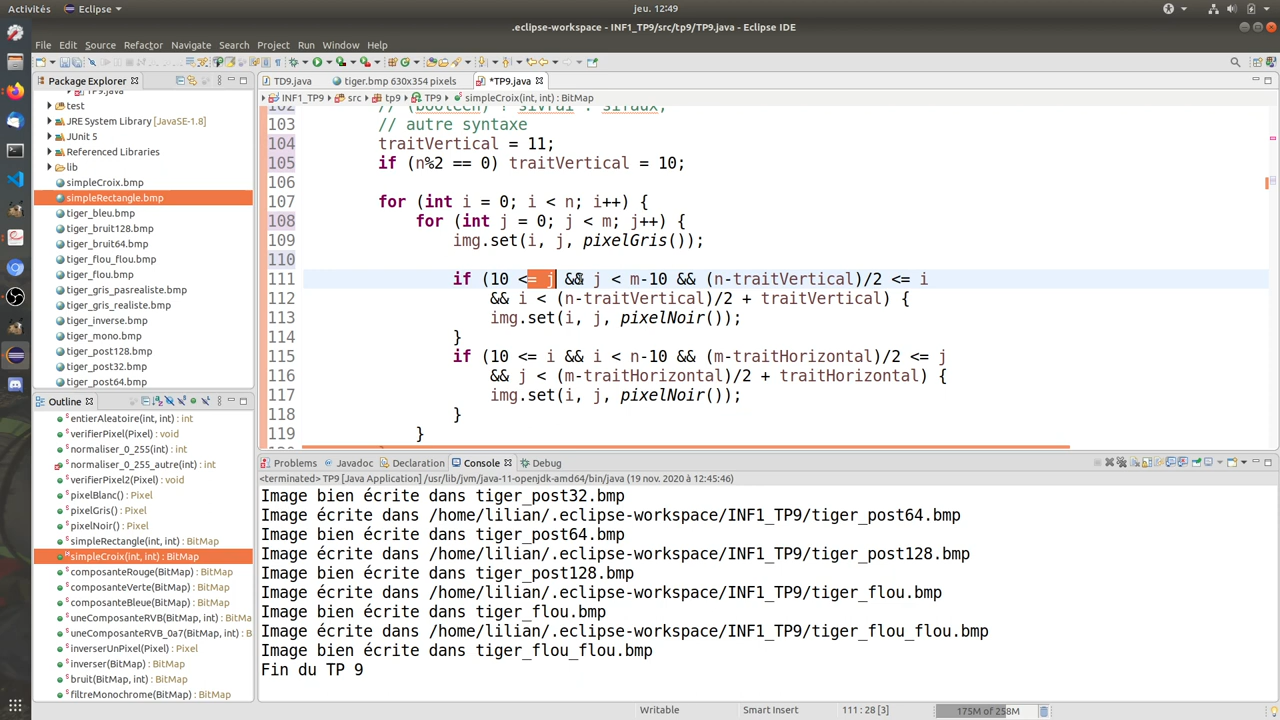 Activités
Eclipse
jeu. 12:49
.eclipse-workspace - INF1_TP9/src/tp9/TP9.java - Eclipse IDE
File Edit Source Refactor Navigate Search Project Run Window Help
Package Explorer
TD9.java
tiger.bmp 630x354 pixels
*TP9.java
TP9.java
test
JRE System Library [JavaSE-1.8]
JUnit 5
Referenced Libraries
lib
simpleCroix.bmp
simpleRectangle.bmp
tiger_bleu.bmp
tiger_bruit128.bmp
tiger_bruit64.bmp
tiger_flou_flou.bmp
tiger_flou.bmp
tiger_gris_pasrealiste.bmp
tiger_gris_realiste.bmp
tiger_inverse.bmp
tiger_mono.bmp
tiger_post128.bmp
tiger_post32.bmp
tiger_post64.bmp
INF1_TP9 src tp9 TP9 simpleCroix(int, int) : BitMap
102 // (boolCCh) ? sivrai : sifaux;
103 // autre syntaxe
104 traitVertical = 11;
105 if (n%2 == 0) traitVertical = 10;
106
107 for (int i = 0; i < n; i++) {
108 for (int j = 0; j < m; j++) {
109 img.set(i, j, pixelGris());
110
111 if (10 <= j && j < m-10 && (n-traitVertical)/2 <= i
112 && i < (n-traitVertical)/2 + traitVertical) {
113 img.set(i, j, pixelNoir());
114 }
115 if (10 <= i && i < n-10 && (m-traitHorizontal)/2 <= j
116 && j < (m-traitHorizontal)/2 + traitHorizontal) {
117 img.set(i, j, pixelNoir());
118 }
119 }
Outline
entierAleatoire(int, int) : int
verifierPixel(Pixel) : void
normaliser_0_255(int) : int
normaliser_0_255_autre(int) : int
verifierPixel2(Pixel) : void
pixelBlanc() : Pixel
pixelGris() : Pixel
pixelNoir() : Pixel
simpleRectangle(int, int) : BitMap
simpleCroix(int, int) : BitMap
composanteRouge(BitMap) : BitMap
composanteVerte(BitMap) : BitMap
composanteBleue(BitMap) : BitMap
uneComposanteRVB(BitMap, int) : BitMa
uneComposanteRVB_0a7(BitMap, int) : B
inverserUnPixel(Pixel) : Pixel
inverser(BitMap) : BitMap
bruit(BitMap, int) : BitMap
filtreMonochrome(BitMap) : BitMap
Problems Javadoc Declaration Console Debug
<terminated> TP9 [Java Application] /usr/lib/jvm/java-11-openjdk-amd64/bin/java (19 nov. 2020 à 12:45:46)
Image bien écrite dans tiger_post32.bmp
Image écrite dans /home/lilian/.eclipse-workspace/INF1_TP9/tiger_post64.bmp
Image bien écrite dans tiger_post64.bmp
Image écrite dans /home/lilian/.eclipse-workspace/INF1_TP9/tiger_post128.bmp
Image bien écrite dans tiger_post128.bmp
Image écrite dans /home/lilian/.eclipse-workspace/INF1_TP9/tiger_flou.bmp
Image bien écrite dans tiger_flou.bmp
Image écrite dans /home/lilian/.eclipse-workspace/INF1_TP9/tiger_flou_flou.bmp
Image bien écrite dans tiger_flou_flou.bmp
Fin du TP 9
Writable
Smart Insert
111 : 28 [3]
175M of 258M